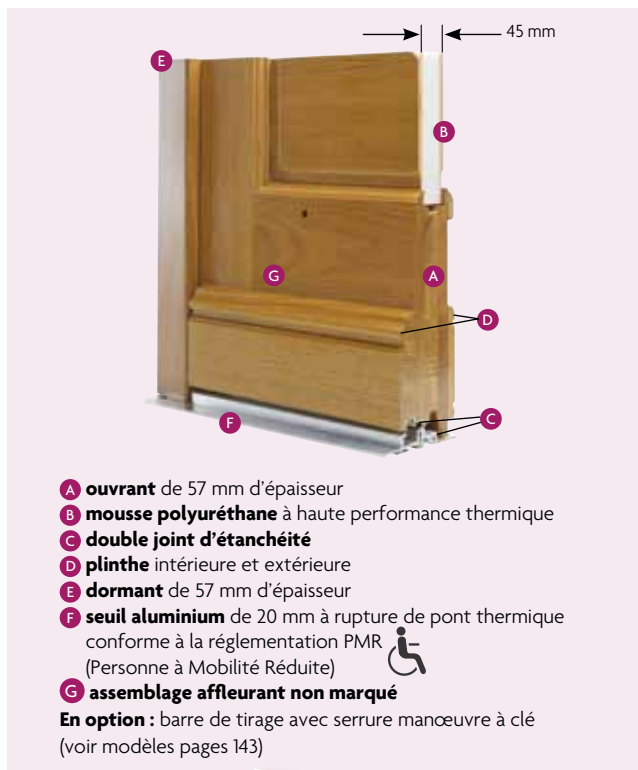 45 mm
E
B
G
A
D
F
C
A ouvrant de 57 mm d'épaisseur
B mousse polyuréthane à haute performance thermique
C double joint d'étanchéité
D plinthe intérieure et extérieure
E dormant de 57 mm d'épaisseur
F seuil aluminium de 20 mm à rupture de pont thermique
conforme à la réglementation PMR
(Personne à Mobilité Réduite)
G assemblage affleurant non marqué
En option : barre de tirage avec serrure manœuvre à clé
(voir modèles pages 143)